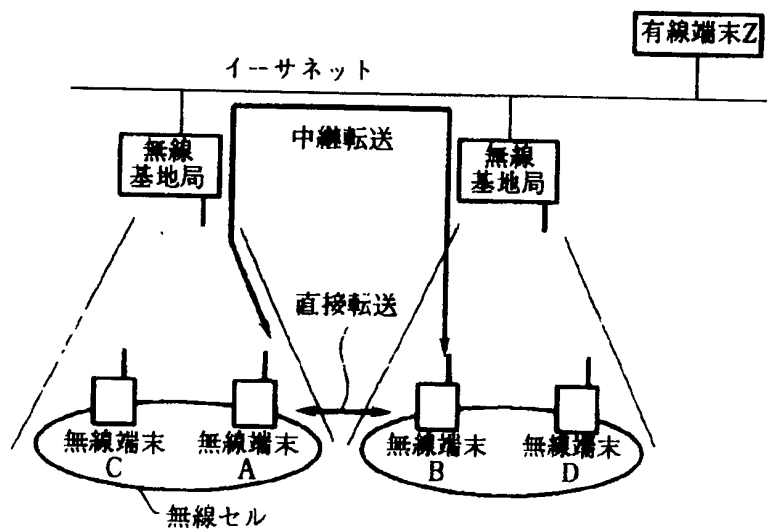 有線端末Z
イーサネット
中継転送
無線
基地局
無線
基地局
直接転送
無線端末
C
無線端末
A
無線端末
B
無線端末
D
無線セル